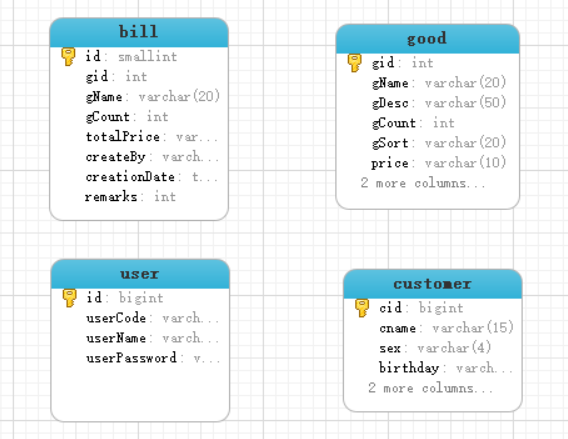 bill
id: smallint
gid: int
gName: varchar(20)
gCount: int
totalPrice: var...
createBy: varch...
creationDate: t...
remarks: int
good
gid: int
gName: varchar(20)
gDesc: varchar(50)
gCount: int
gSort: varchar(20)
price: varchar(10)
2 more columns...
user
id: bigint
userCode: varch...
userName: varch...
userPassword: v...
customer
cid: bigint
cname: varchar(15)
sex: varchar(4)
birthday: varch...
2 more columns...